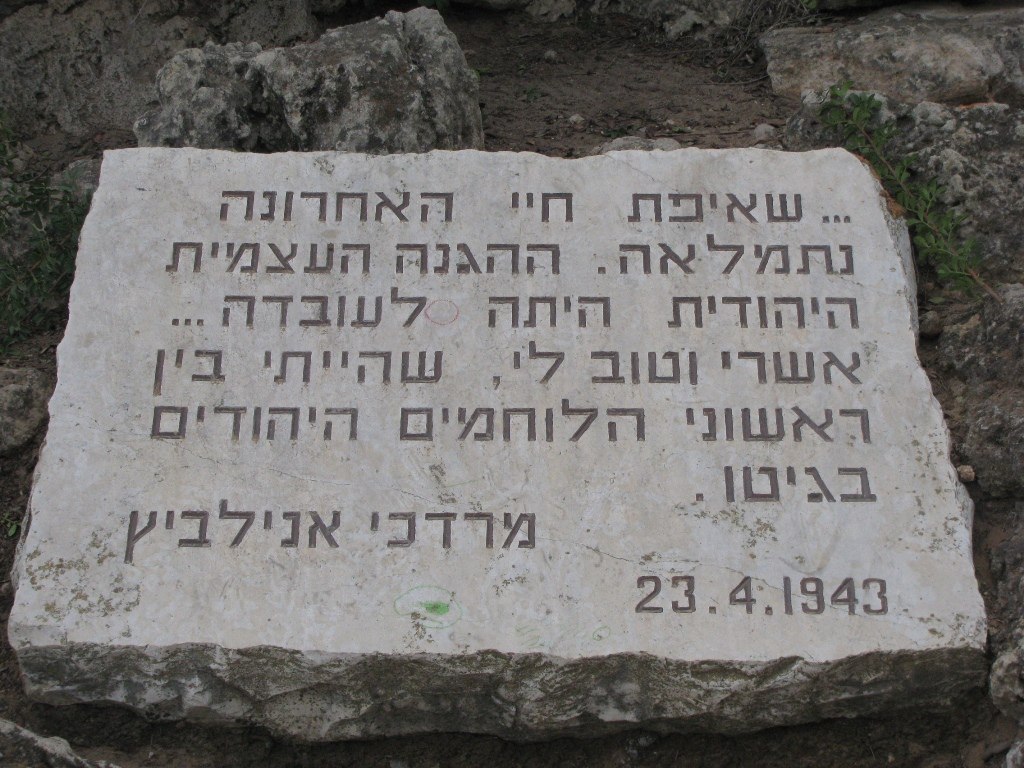 ... שאיפת חיי האחרונה
נתמלאה. ההגנה העצמית
היהודית היתה לעובדה...
אשרי וטוב לי, שהייתי בין
ראשוני הלוחמים היהודים
בגיטו.
מרדכי אנילביץ
23.4.1943